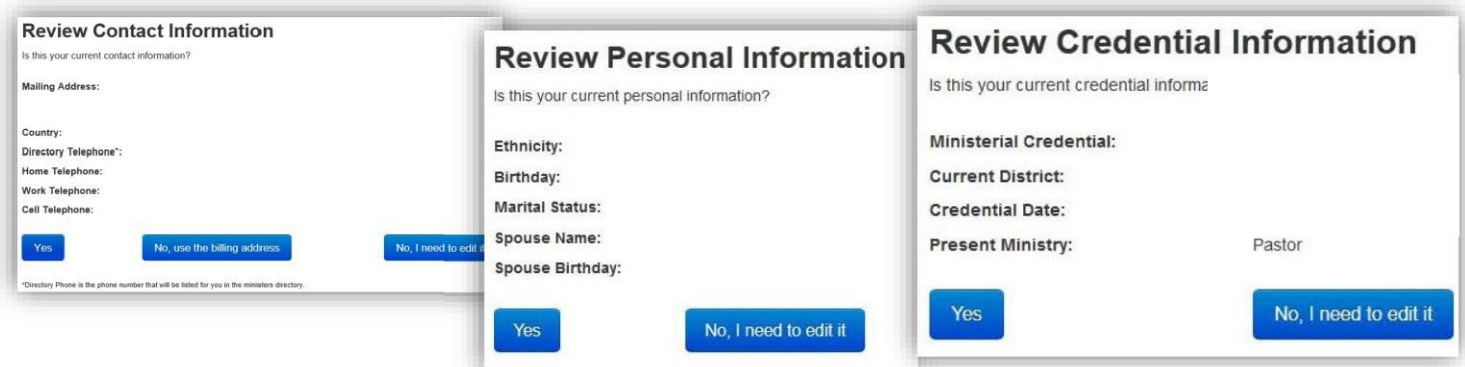 Review Contact Information
Is this your current contact information?
Mailing Address:
Country:
Directory Telephone*:
Home Telephone:
Work Telephone:
Cell Telephone:
Yes
No, use the billing address
No, I need to edit it
*Directory Phone is the phone number that will be listed for you in the ministers directory.
Review Personal Information
Is this your current personal information?
Ethnicity:
Birthday:
Marital Status:
Spouse Name:
Spouse Birthday:
Yes
No, I need to edit it
Review Credential Information
Is this your current credential informa
Ministerial Credential:
Current District:
Credential Date:
Present Ministry: Pastor
Yes
No, I need to edit it